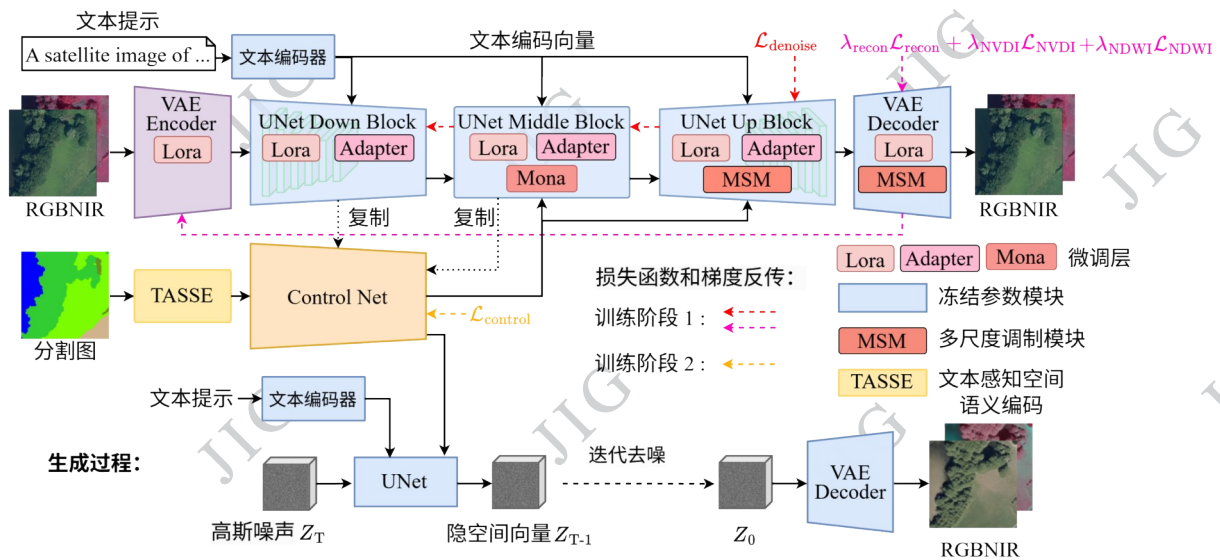 文本提示
A satellite image of ...
文本编码器
文本编码向量
ℒdenoise
λreconℒrecon + λNVDIℒNVDI +λNDWIℒNDWI
VAE
Encoder
Lora
UNet Down Block
Lora
Adapter
UNet Middle Block
Lora
Adapter
Mona
UNet Up Block
Lora
Adapter
MSM
VAE
Decoder
Lora
MSM
RGBNIR
RGBNIR
复制
复制
TASSE
Control Net
ℒcontrol
分割图
损失函数和梯度反传：
训练阶段 1：
训练阶段 2：
Lora
Adapter
Mona
微调层
冻结参数模块
MSM
多尺度调制模块
TASSE
文本感知空间
语义编码
文本提示
文本编码器
生成过程：
UNet
迭代去噪
VAE
Decoder
高斯噪声 ZT
隐空间向量 ZT-1
Z0
RGBNIR
JIG
JIG
JIG
JIG
JIG
JIG